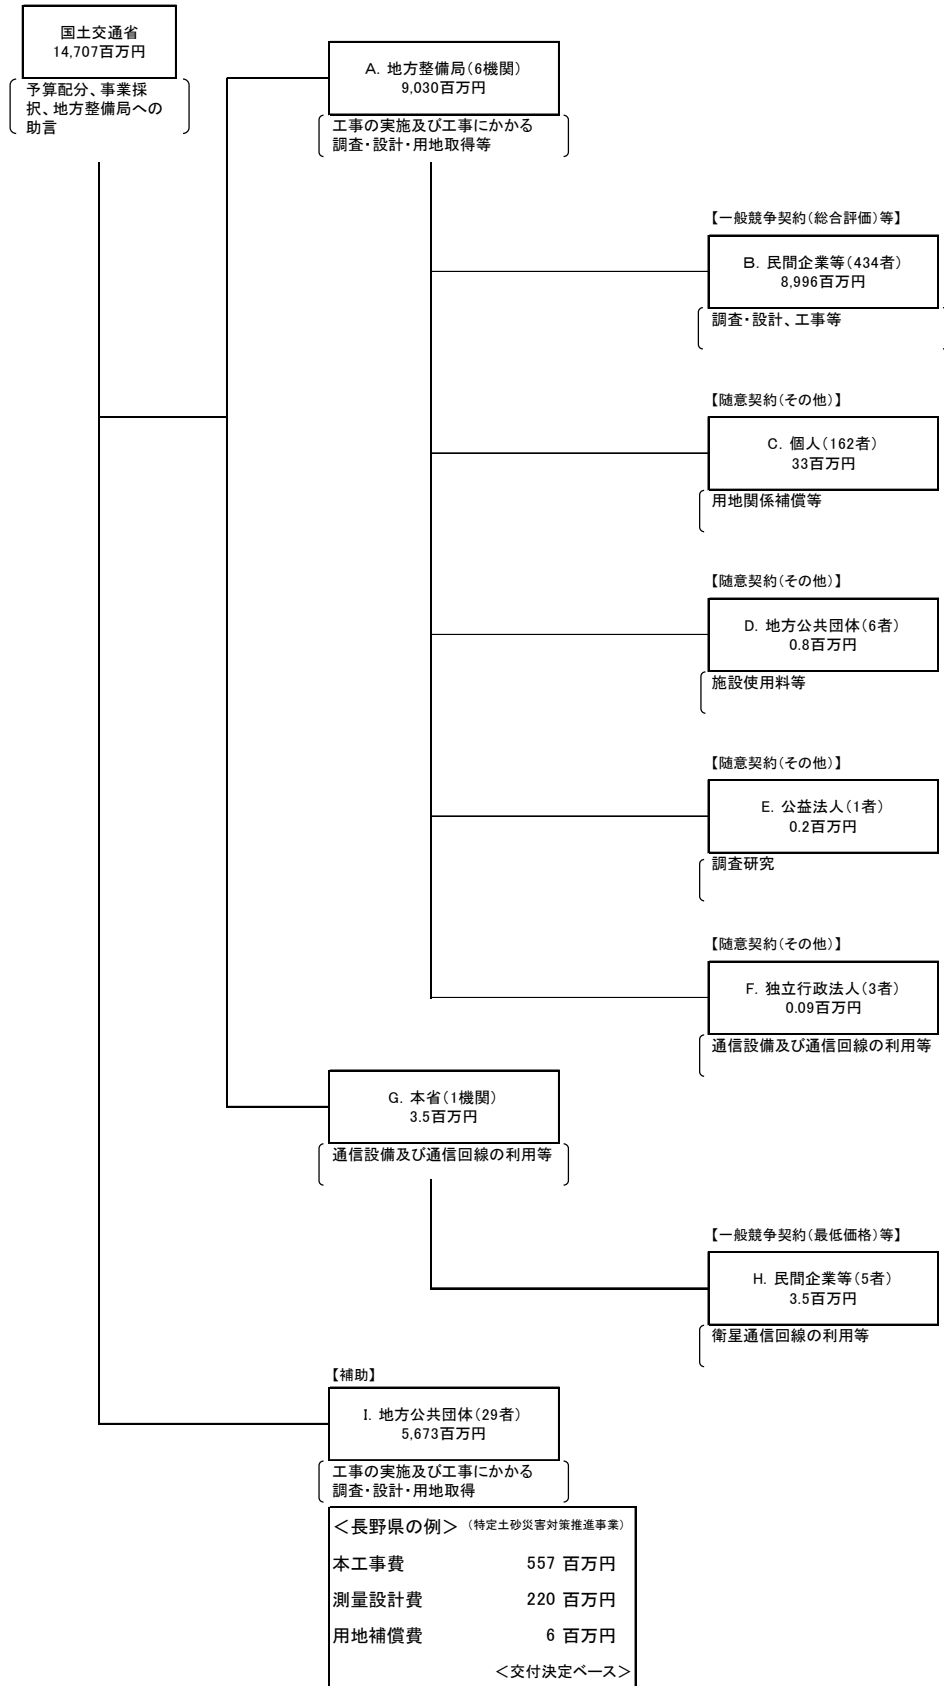 国土交通省
14,707百万円
予算配分、事業採
択、地方整備局への
助言
A. 地方整備局(6機関)
9,030百万円
工事の実施及び工事にかかる
調査・設計・用地取得等
【一般競争契約(総合評価)等】
B. 民間企業等(434者)
8,996百万円
調査・設計、工事等
【随意契約(その他)】
C. 個人(162者)
33百万円
用地関係補償等
【随意契約(その他)】
D. 地方公共団体(6者)
0.8百万円
施設使用料等
【随意契約(その他)】
E. 公益法人(1者)
0.2百万円
調査研究
【随意契約(その他)】
F. 独立行政法人(3者)
0.09百万円
通信設備及び通信回線の利用等
G. 本省(1機関)
3.5百万円
通信設備及び通信回線の利用等
【一般競争契約(最低価格)等】
H. 民間企業等(5者)
3.5百万円
衛星通信回線の利用等
【補助】
I. 地方公共団体(29者)
5,673百万円
工事の実施及び工事にかかる
調査・設計・用地取得
<長野県の例> (特定土砂災害対策推進事業)
本工事費 557 百万円
測量設計費 220 百万円
用地補償費 6 百万円
<交付決定ベース>